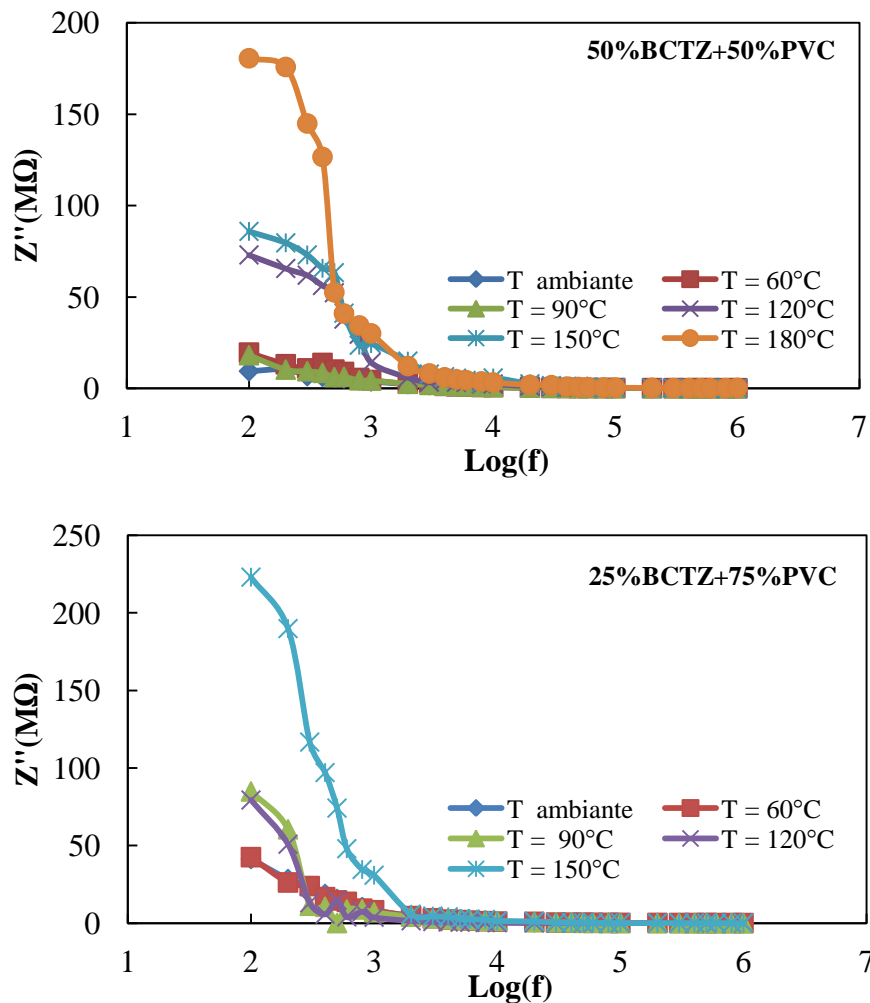 50%BCTZ+50%PVC
Z''(MΩ)
200
150
100
50
0
T ambiante
T = 60°C
T = 90°C
T = 120°C
T = 150°C
T = 180°C
1 2 3 4 5 6 7
Log(f)
25%BCTZ+75%PVC
Z''(MΩ)
250
200
150
100
50
0
T ambiante
T = 60°C
T = 90°C
T = 120°C
T = 150°C
1 2 3 4 5 6 7
Log(f)